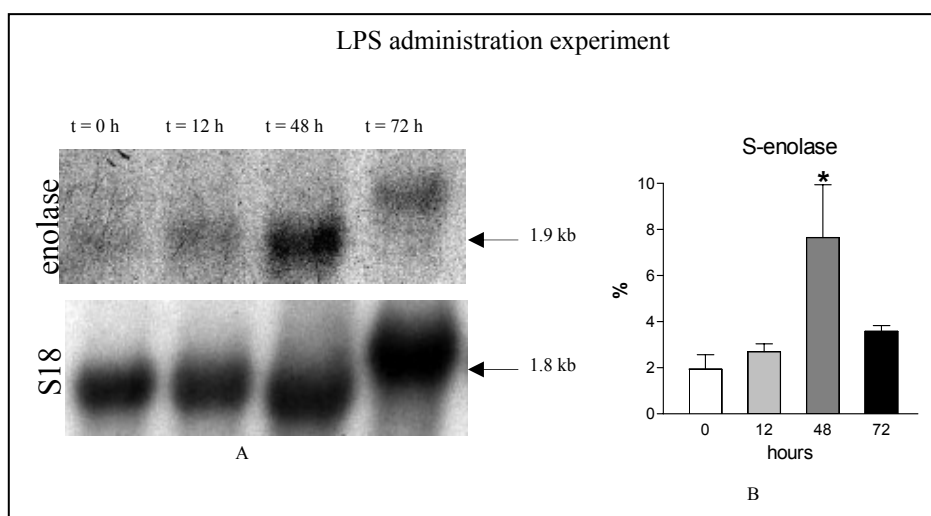 LPS administration experiment
t = 0 h t = 12 h t = 48 h t = 72 h
enolase
1.9 kb
S18
1.8 kb
A
S-enolase
*
10
8
6
4
2
0
%
0 12 48 72
hours
B